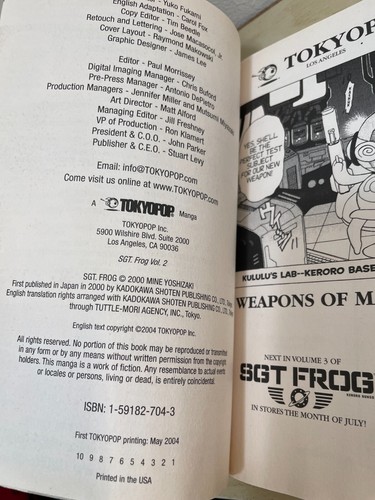 - Yuko Fukami
English Adaptation - Carol Fox
Copy Editor - Tim Beedle
Retouch and Lettering - Jose Macasocol, Jr.
Cover Layout - Raymond Makowski
Graphic Designer - James Lee
Editor - Paul Morrissey
Digital Imaging Manager - Chris Buford
Pre-Press Manager - Antonio DePietro
Production Managers - Jennifer Miller and Mutsumi Miyazaki
Art Director - Matt Alford
Managing Editor - Jill Freshney
VP of Production - Ron Klamert
President & C.O.O. - John Parker
Publisher & C.E.O. - Stuart Levy
Email: info@TOKYOPOP.com
Come visit us online at www.TOKYOPOP.com
A TOKYOPOP Manga
TOKYOPOP Inc.
5900 Wilshire Blvd. Suite 2000
Los Angeles, CA 90036
SGT. Frog Vol. 2
SGT. FROG © 2000 MINE YOSHIZAKI
First published in Japan in 2000 by KADOKAWA SHOTEN PUBLISHING CO., LTD.
English translation rights arranged with KADOKAWA SHOTEN PUBLISHING CO., LTD.
through TUTTLE-MORI AGENCY, INC., Tokyo.
English text copyright ©2004 TOKYOPOP Inc.
All rights reserved. No portion of this book may be reproduced or transmitted
in any form or by any means without written permission from the copyright
holders. This manga is a work of fiction. Any resemblance to actual events
or locales or persons, living or dead, is entirely coincidental.
ISBN: 1-59182-704-3
First TOKYOPOP printing: May 2004
10 9 8 7 6 5 4 3 2 1
Printed in the USA
TOKYOPOP
LOS ANGELES
YES, SHE'LL
BE THE
PERFECT TEST
SUBJECT
FOR OUR NEW
WEAPON!
KULULU'S LAB--KERORO BASE
WEAPONS OF MA
NEXT IN VOLUME 3 OF
SGT FROG
KERORO GUNSO
IN STORES THE MONTH OF JULY!